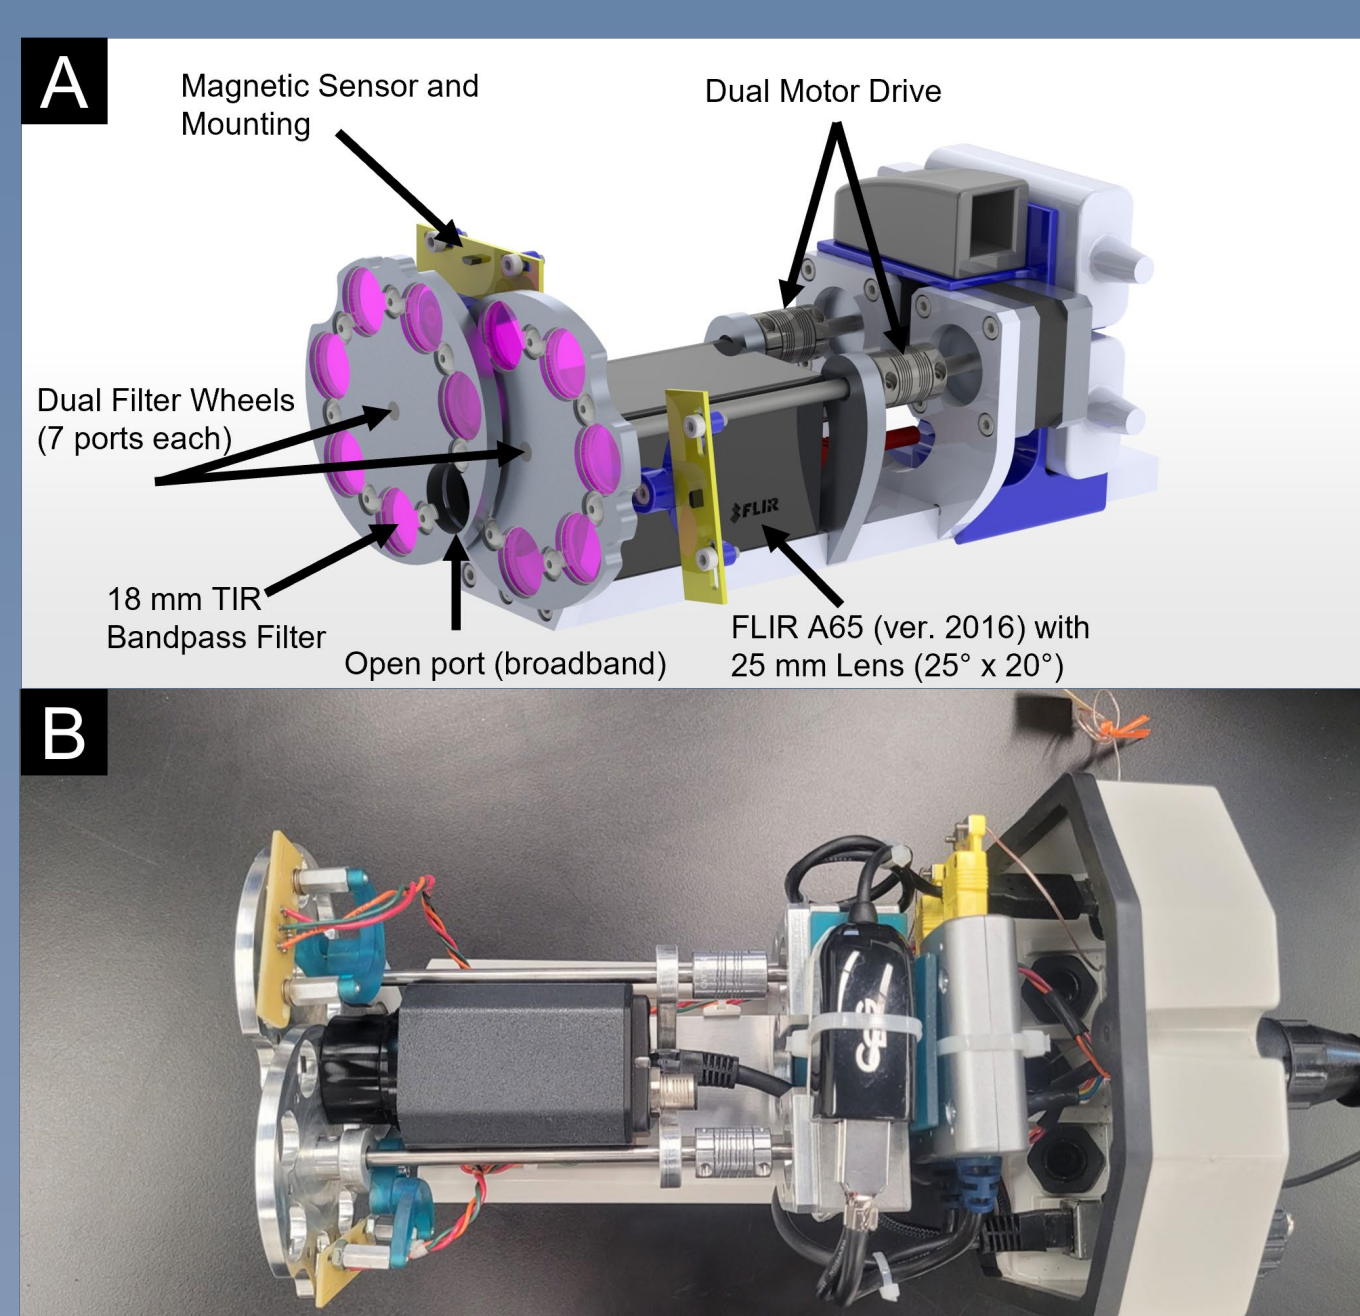 A
Magnetic Sensor and
Mounting
Dual Motor Drive
Dual Filter Wheels
(7 ports each)
FLIR
18 mm TIR
Bandpass Filter
Open port (broadband)
FLIR A65 (ver. 2016) with
25 mm Lens (25° x 20°)
B